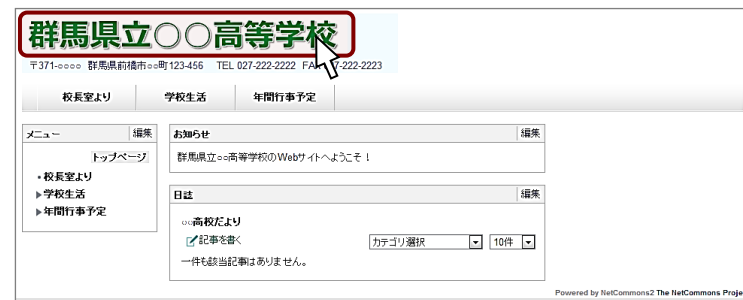 群馬県立○○高等学校
〒371-○○○○ 群馬県前橋市○○町123-456 TEL 027-222-2222 FA 7-222-2223
校長室より 学校生活 年間行事予定
メニュー 編集
トップページ
・校長室より
▶学校生活
▶年間行事予定
お知らせ 編集
群馬県立○○高等学校のWebサイトへようこそ!
日誌 編集
○○高校だより
記事を書く カテゴリ選択 10件
一件も該当記事はありません。
Powered by NetCommons2 The NetCommons Proje